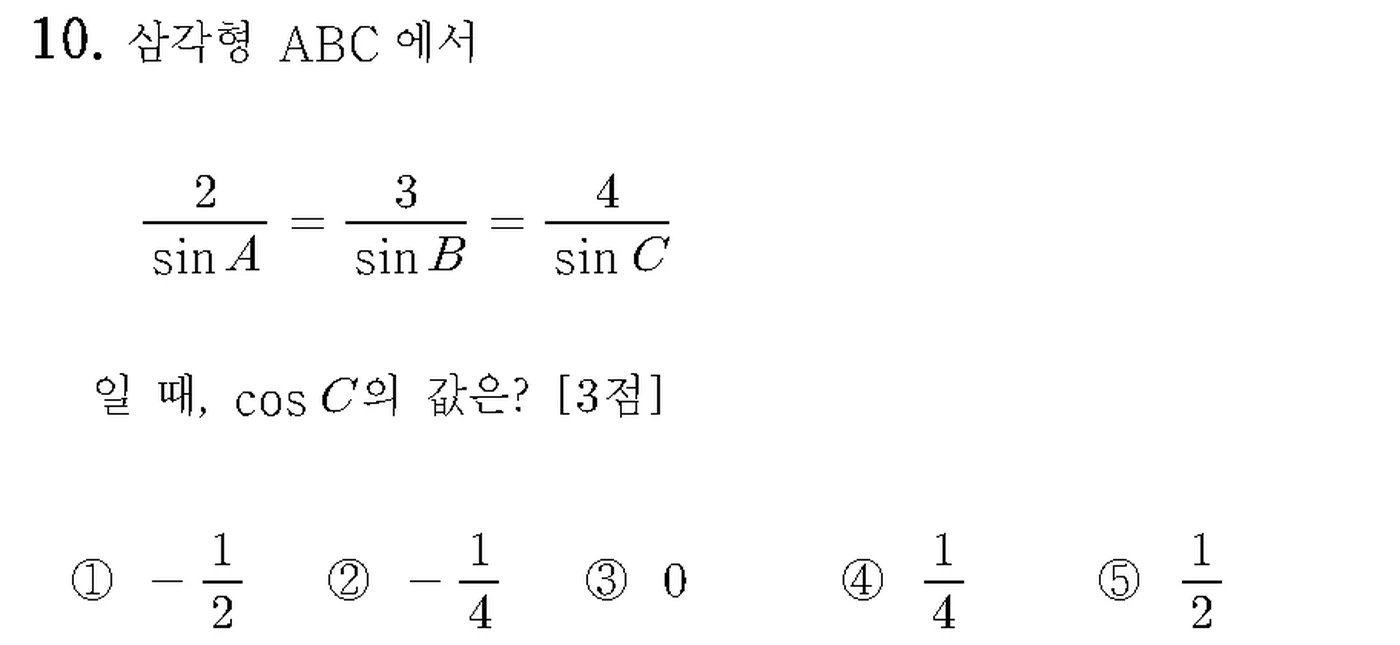 10. 삼각형 ABC 에서
2/sin A = 3/sin B = 4/sin C
일 때, cos C의 값은? [3점]
① −1/2 ② −1/4 ③ 0 ④ 1/4 ⑤ 1/2